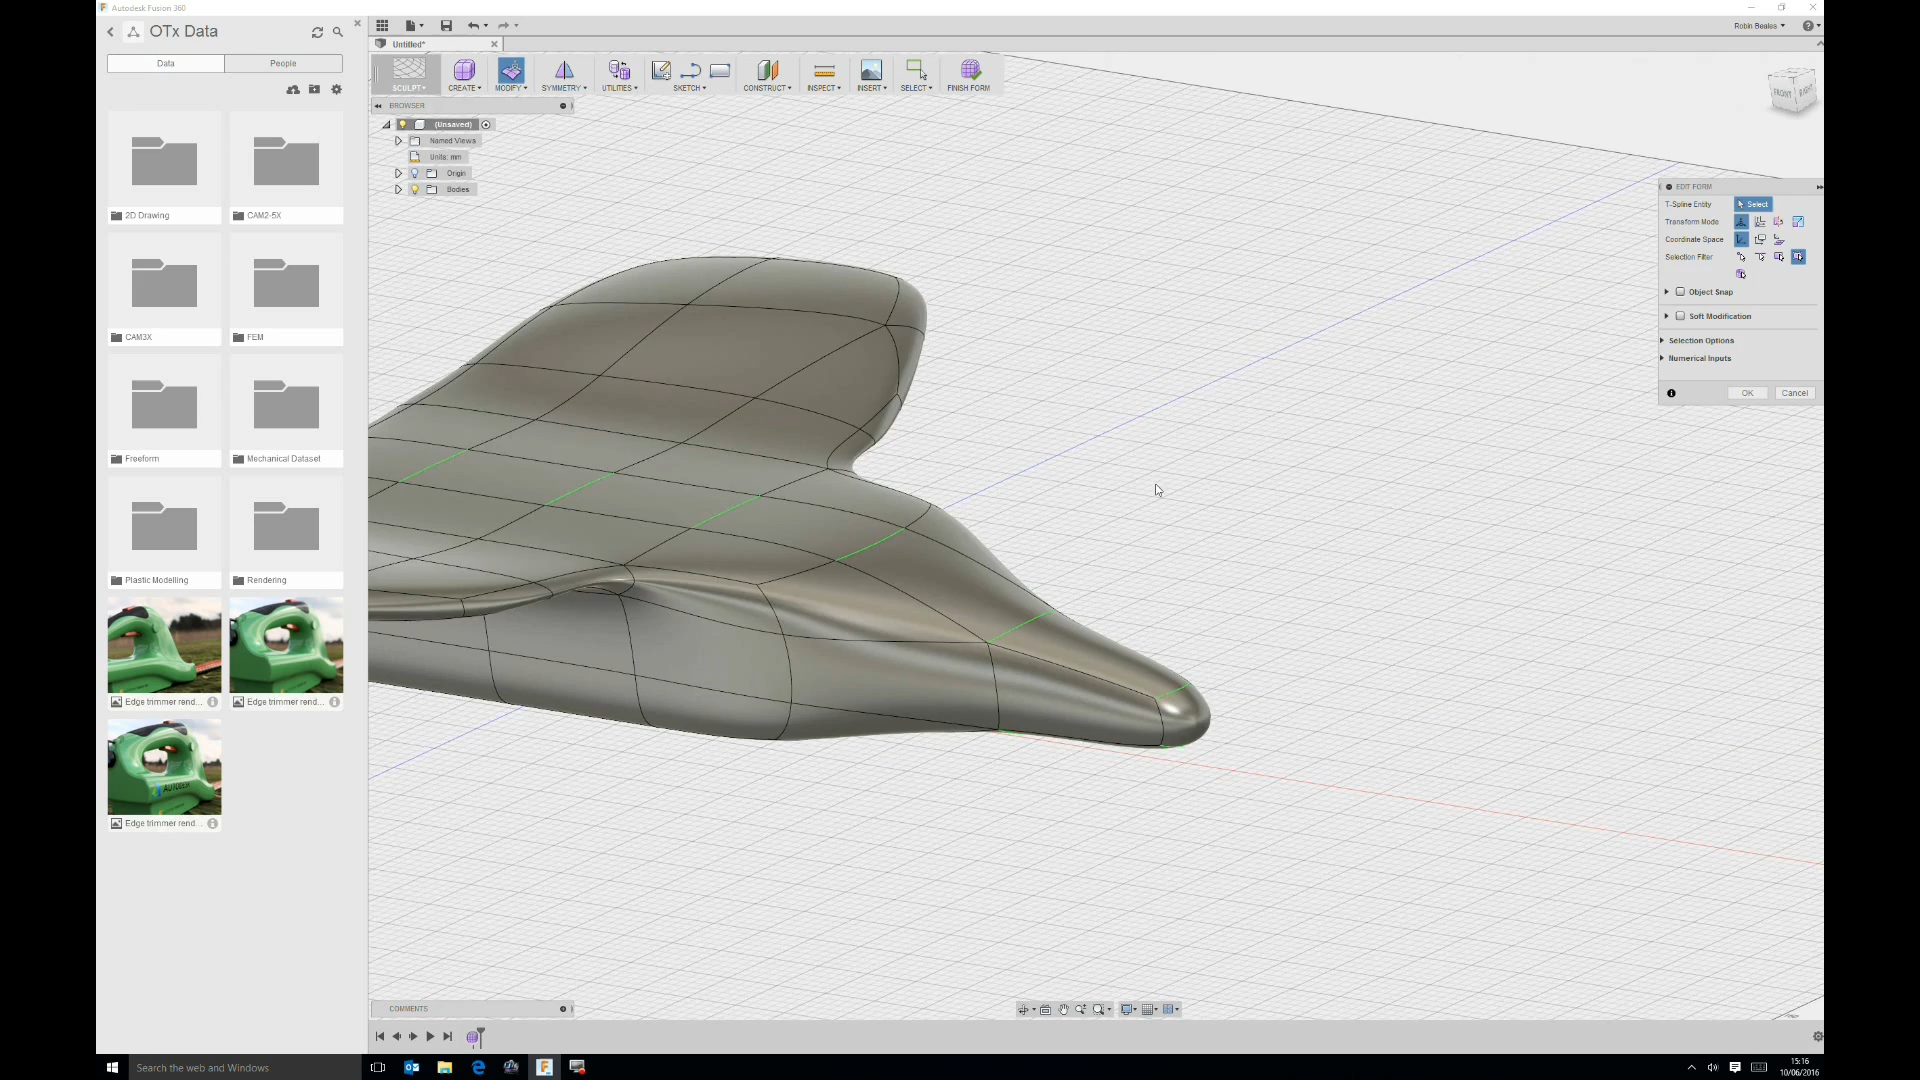 Autodesk Fusion 360
OTx Data
Data
People
2D Drawing
CAM2-5X
CAM3X
FEM
Freeform
Mechanical Dataset
Plastic Modelling
Rendering
Edge trimmer rend...
Edge trimmer rend...
AUTODESK
Edge trimmer rend...
Robin Beales
Untitled*
SCULPT
CREATE
MODIFY
SYMMETRY
UTILITIES
SKETCH
CONSTRUCT
INSPECT
INSERT
SELECT
FINISH FORM
BROWSER
(Unsaved)
Named Views
Units: mm
Origin
Bodies
FRONT
RIGHT
EDIT FORM
T-Spline Entity
Select
Transform Mode
Coordinate Space
Selection Filter
Object Snap
Soft Modification
Selection Options
Numerical Inputs
OK
Cancel
COMMENTS
Search the web and Windows
15:16
10/06/2016